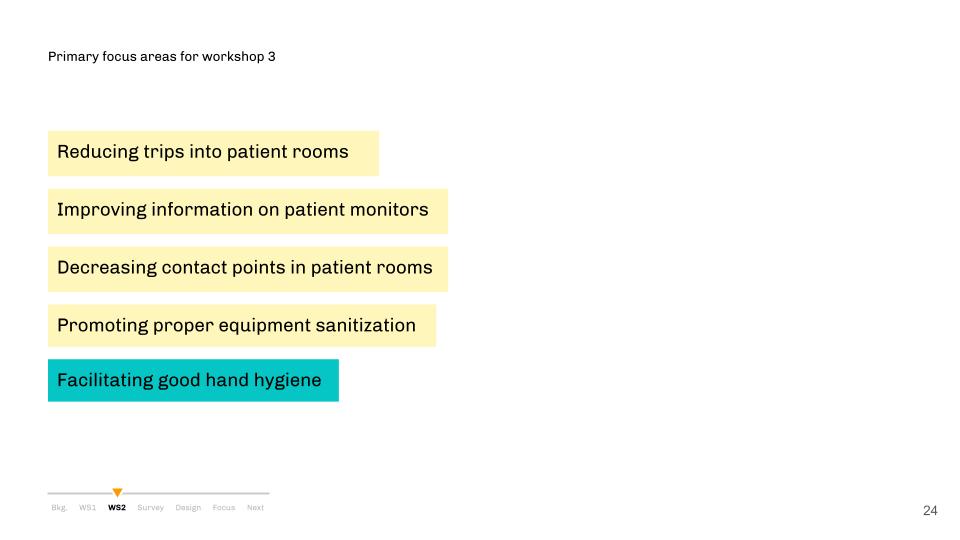 Primary focus areas for workshop 3
Reducing trips into patient rooms
Improving information on patient monitors
Decreasing contact points in patient rooms
Promoting proper equipment sanitization
Facilitating good hand hygiene
Bkg. WS1 WS2 Survey Design Focus Next
24